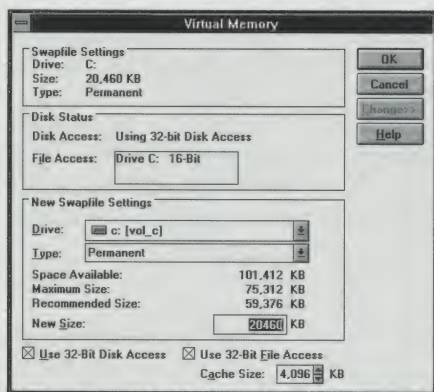 Virtual Memory
Swapfile Settings
Drive: C:
Size: 20,460 KB
Type: Permanent
OK
Cancel
Change>>
Help
Disk Status
Disk Access: Using 32-bit Disk Access
File Access: Drive C: 16-Bit
New Swapfile Settings
Drive: c: [vol_c]
Type: Permanent
Space Available: 101,412 KB
Maximum Size: 75,312 KB
Recommended Size: 59,376 KB
New Size: 20460 KB
Use 32-Bit Disk Access Use 32-Bit File Access
Cache Size: 4,096 KB